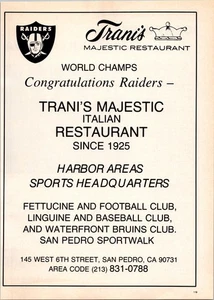 RAIDERS
Trani's
MAJESTIC RESTAURANT
WORLD CHAMPS
Congratulations Raiders –
TRANI'S MAJESTIC
ITALIAN
RESTAURANT
SINCE 1925
HARBOR AREAS
SPORTS HEADQUARTERS
FETTUCINE AND FOOTBALL CLUB,
LINGUINE AND BASEBALL CLUB,
AND WATERFRONT BRUINS CLUB.
SAN PEDRO SPORTWALK
145 WEST 6TH STREET, SAN PEDRO, CA 90731
AREA CODE (213) 831-0788